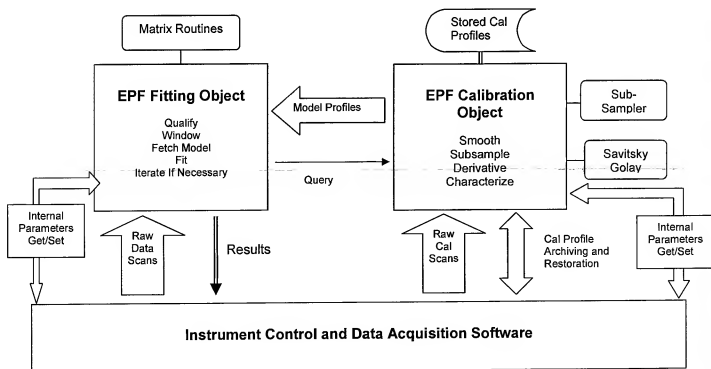 Matrix Routines
Stored Cal
Profiles
EPF Fitting Object
Qualify
Window
Fetch Model
Fit
Iterate If Necessary
Model Profiles
Query
EPF Calibration
Object
Smooth
Subsample
Derivative
Characterize
Sub-
Sampler
Savitsky
Golay
Internal
Parameters
Get/Set
Raw
Data
Scans
Results
Raw
Cal
Scans
Cal Profile
Archiving and
Restoration
Internal
Parameters
Get/Set
Instrument Control and Data Acquisition Software